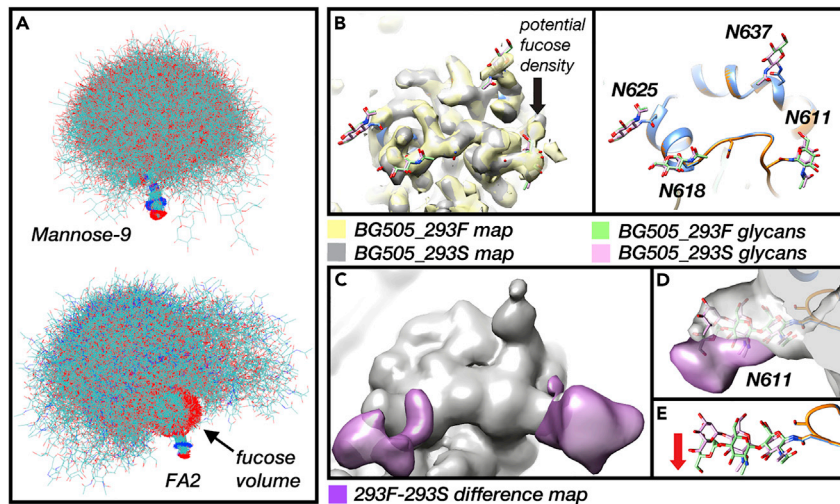 A
Mannose-9
FA2
fucose
volume
B
potential
fucose
density
N637
N625
N611
N618
BG505_293F map
BG505_293F glycans
BG505_293S map
BG505_293S glycans
C
293F-293S difference map
D
N611
E